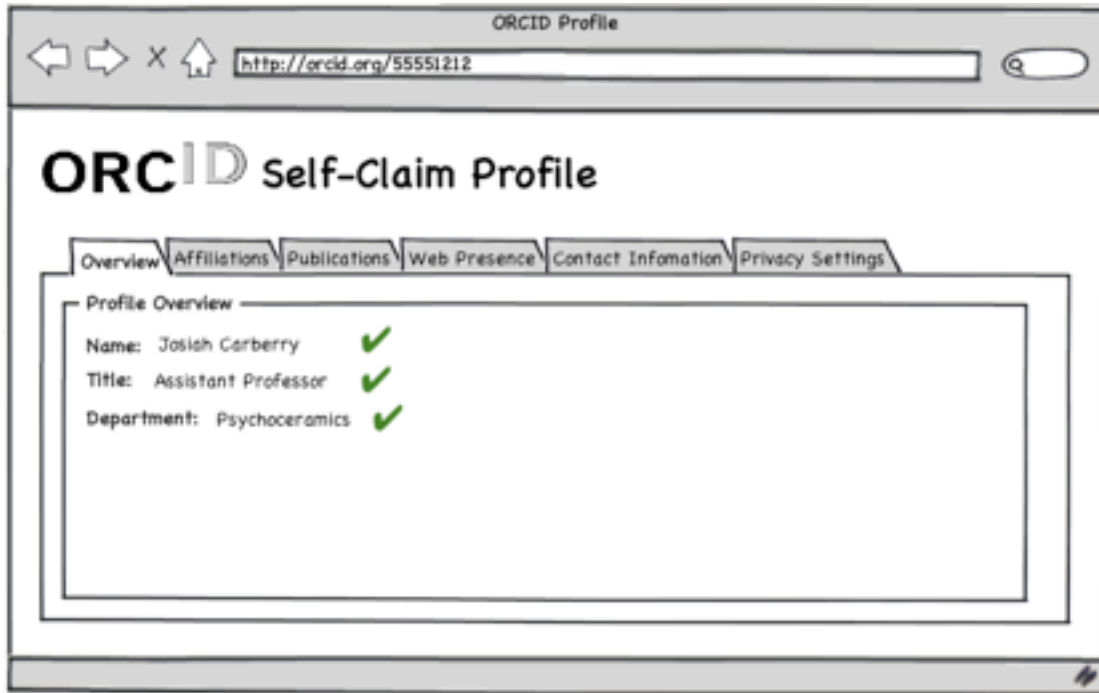 ORCID Profile
http://orcid.org/55551212
ORCID Self-Claim Profile
Overview Affiliations Publications Web Presence Contact Infomation Privacy Settings
Profile Overview
Name: Josiah Carberry
Title: Assistant Professor
Department: Psychoceramics